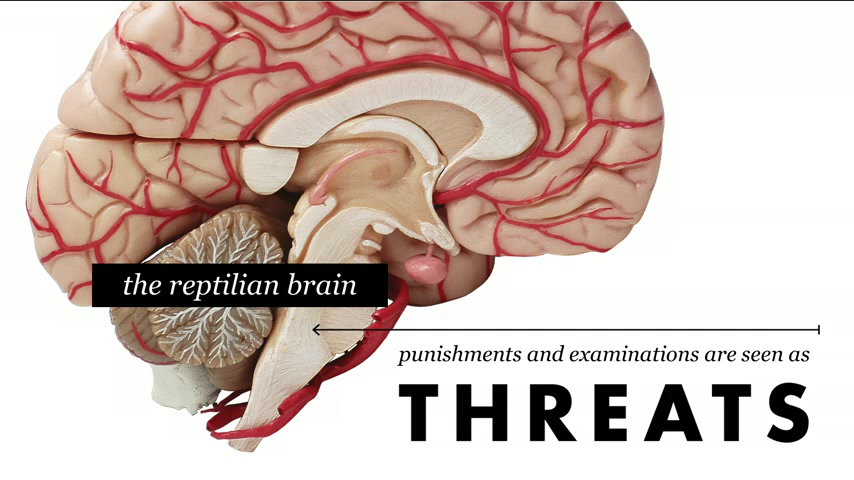 the reptilian brain
punishments and examinations are seen as
THREATS